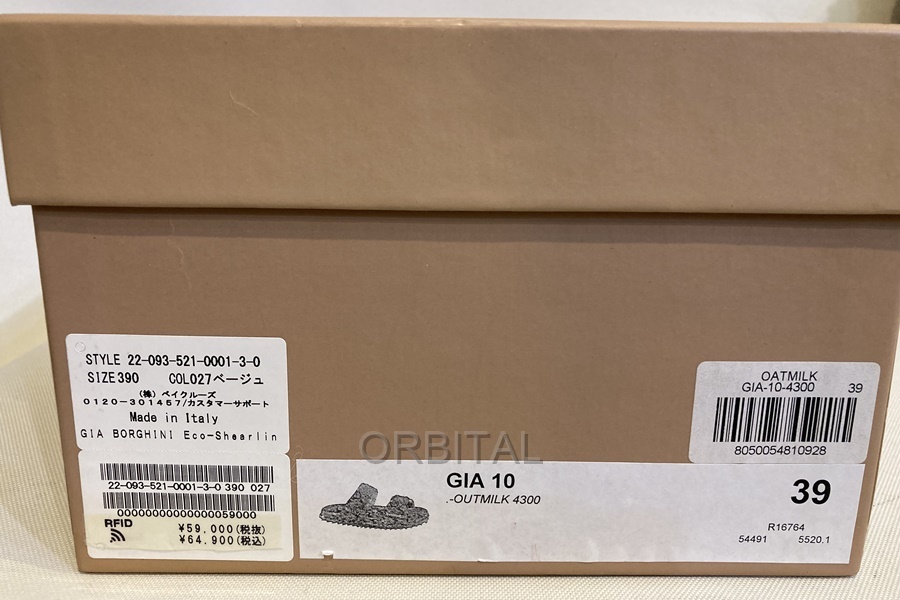 STYLE 22-093-521-0001-3-0
SIZE390 COL027ベージュ
(株) ベイクルーズ
0120-301457/カスタマーサポート
Made in Italy
GIA BORGHINI Eco-Shearlin
22-093-521-0001-3-0 390 027
00000000000000059000
RFID
¥59,000(税抜)
¥64,900(税込)
ORBITAL
GIA 10
.-OUTMILK 4300
39
R16764
54491 5520.1
OATMILK
GIA-10-4300 39
8050054810928